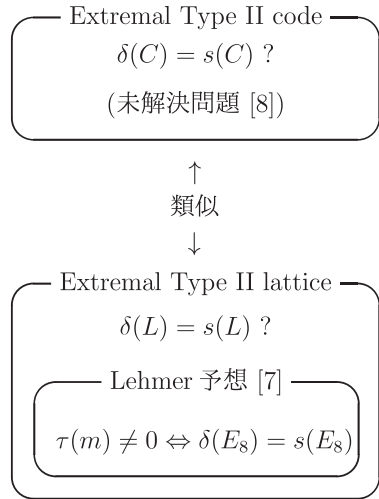 Extremal Type II code
δ(C) = s(C) ?
(未解決問題 [8])
↑
類似
↓
Extremal Type II lattice
δ(L) = s(L) ?
Lehmer 予想 [7]
τ(m) ≠ 0 ⇔ δ(E₈) = s(E₈)